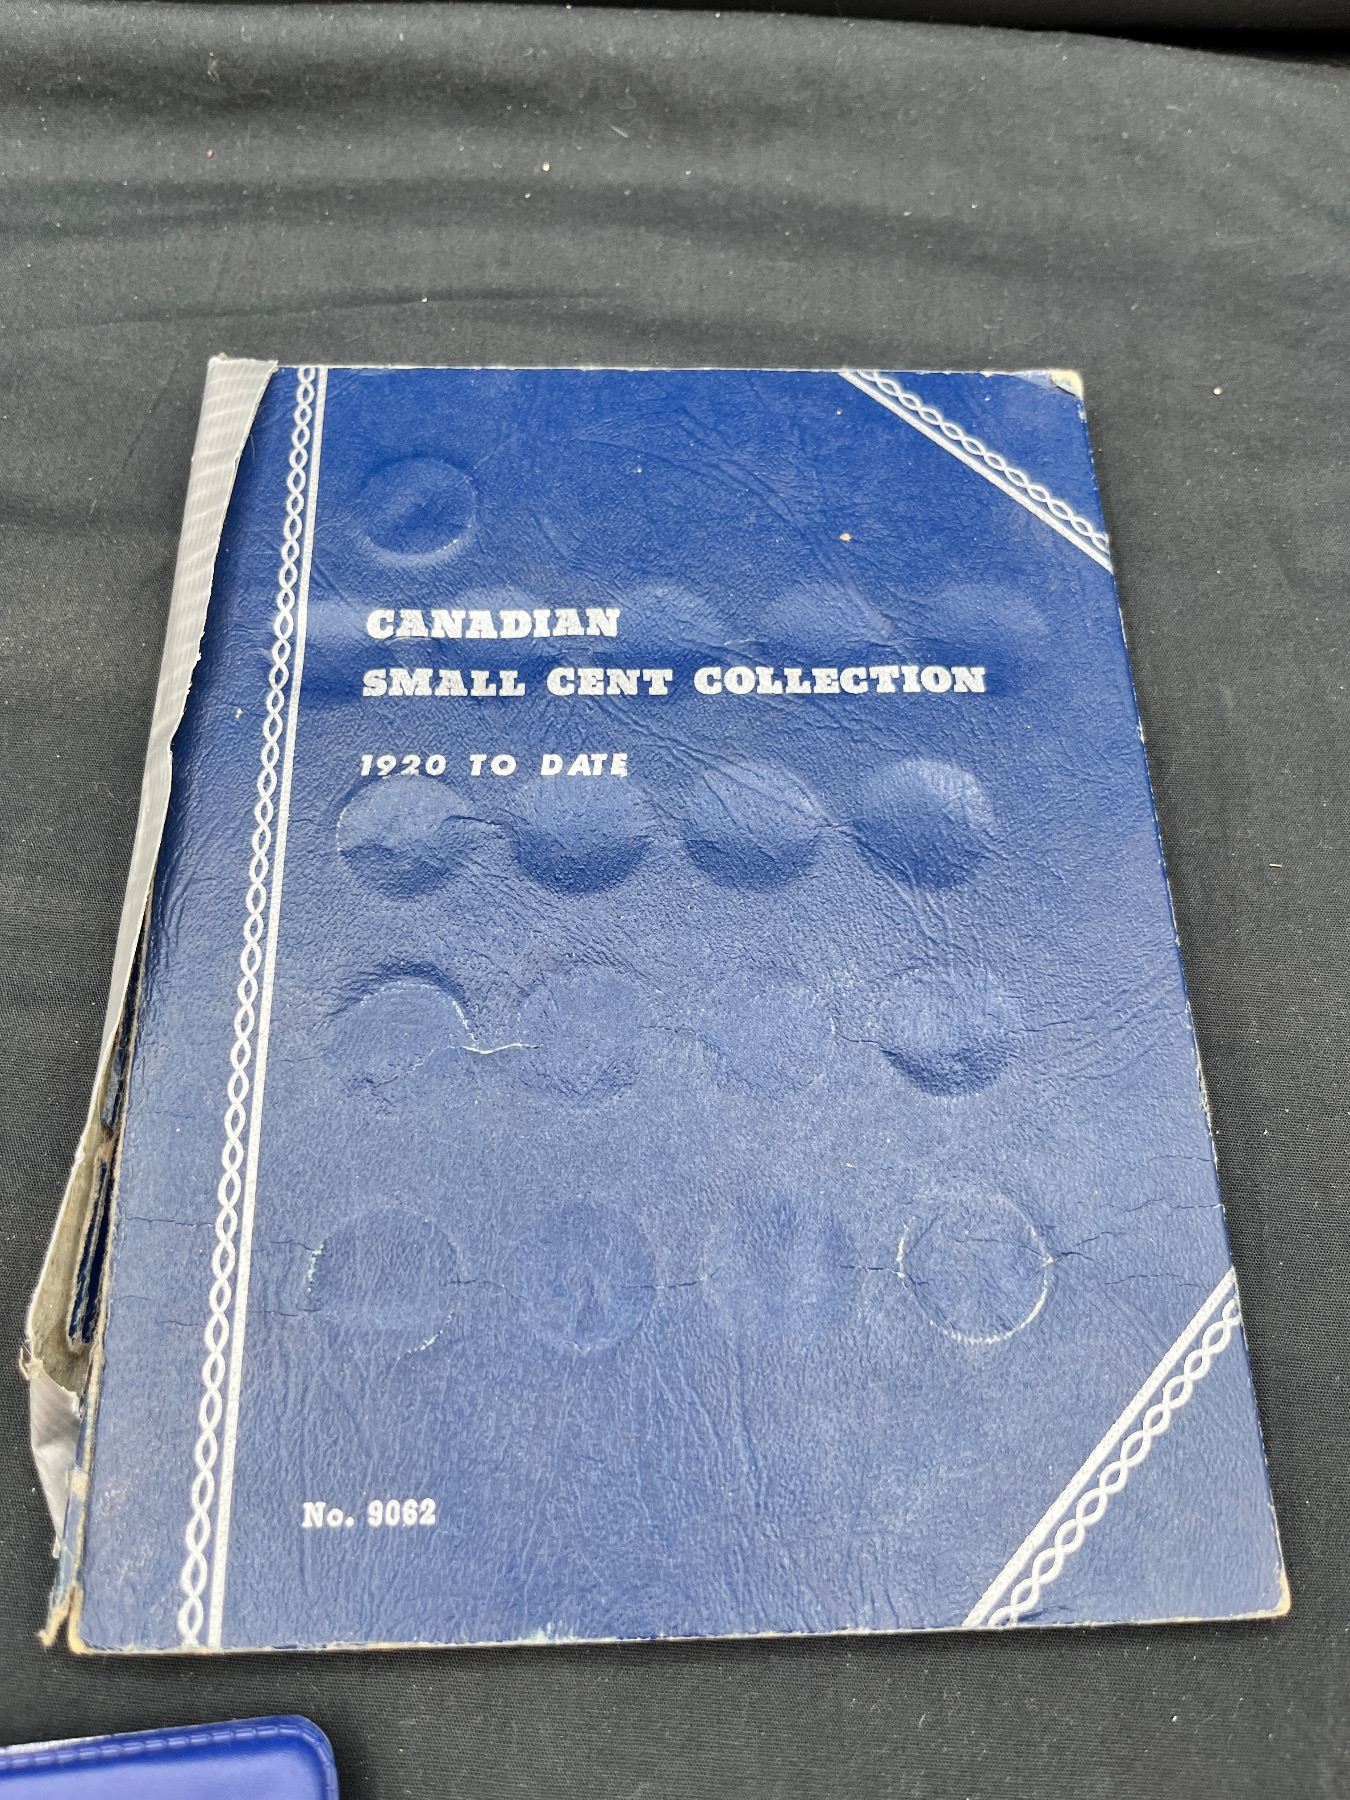 CANADIAN
SMALL CENT COLLECTION
1920 TO DATE
No. 9062